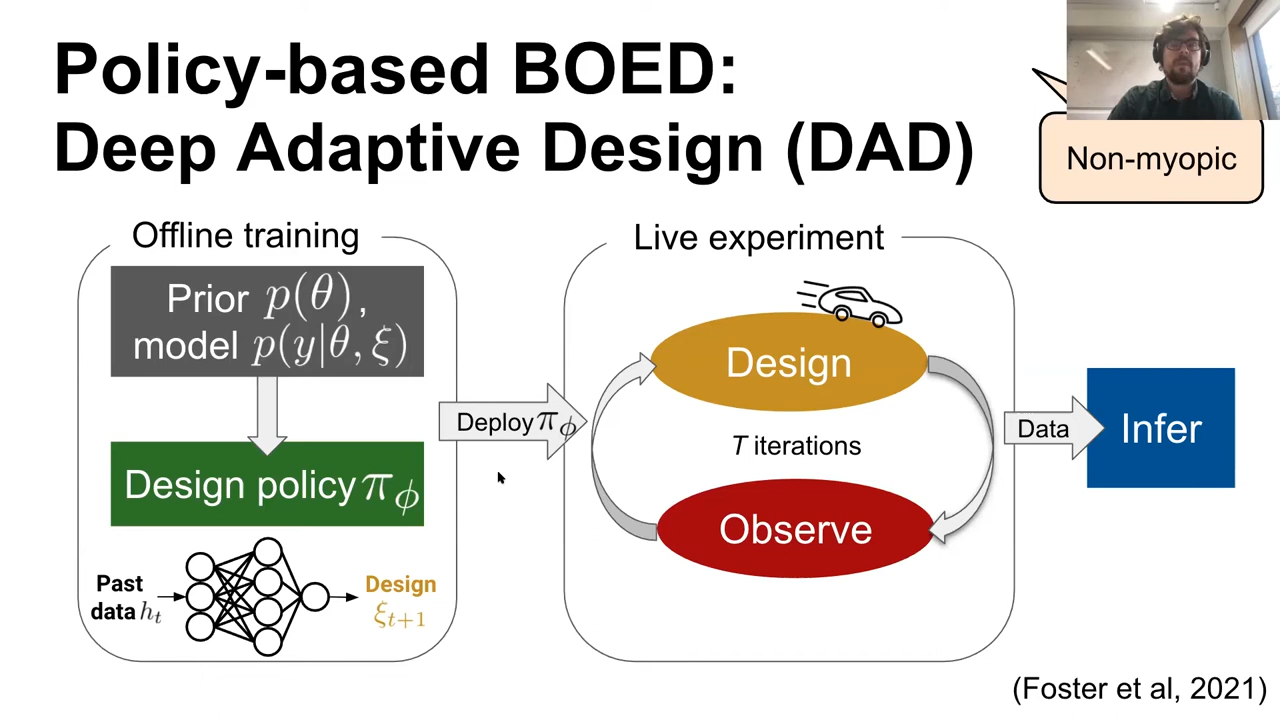 Policy-based BOED:
Deep Adaptive Design (DAD)
Non-myopic
Offline training
Prior p(θ),
model p(y|θ, ξ)
Design policy π_ϕ
Past
data h_t
Design
ξ_{t+1}
Deploy π_ϕ
Live experiment
Design
T iterations
Observe
Data
Infer
(Foster et al, 2021)